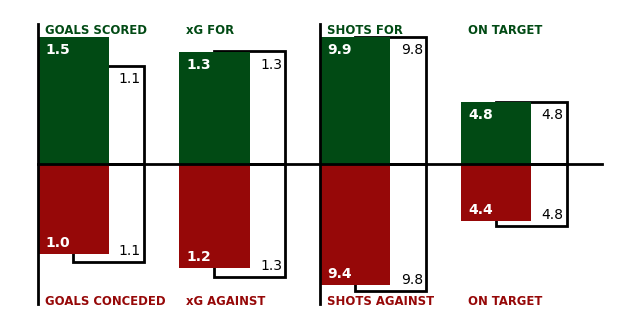 GOALS SCORED xG FOR SHOTS FOR ON TARGET
1.5 1.1 1.3 1.3 9.9 9.8 4.8 4.8
1.0 1.1 1.2 1.3 9.4 9.8 4.4 4.8
GOALS CONCEDED xG AGAINST SHOTS AGAINST ON TARGET